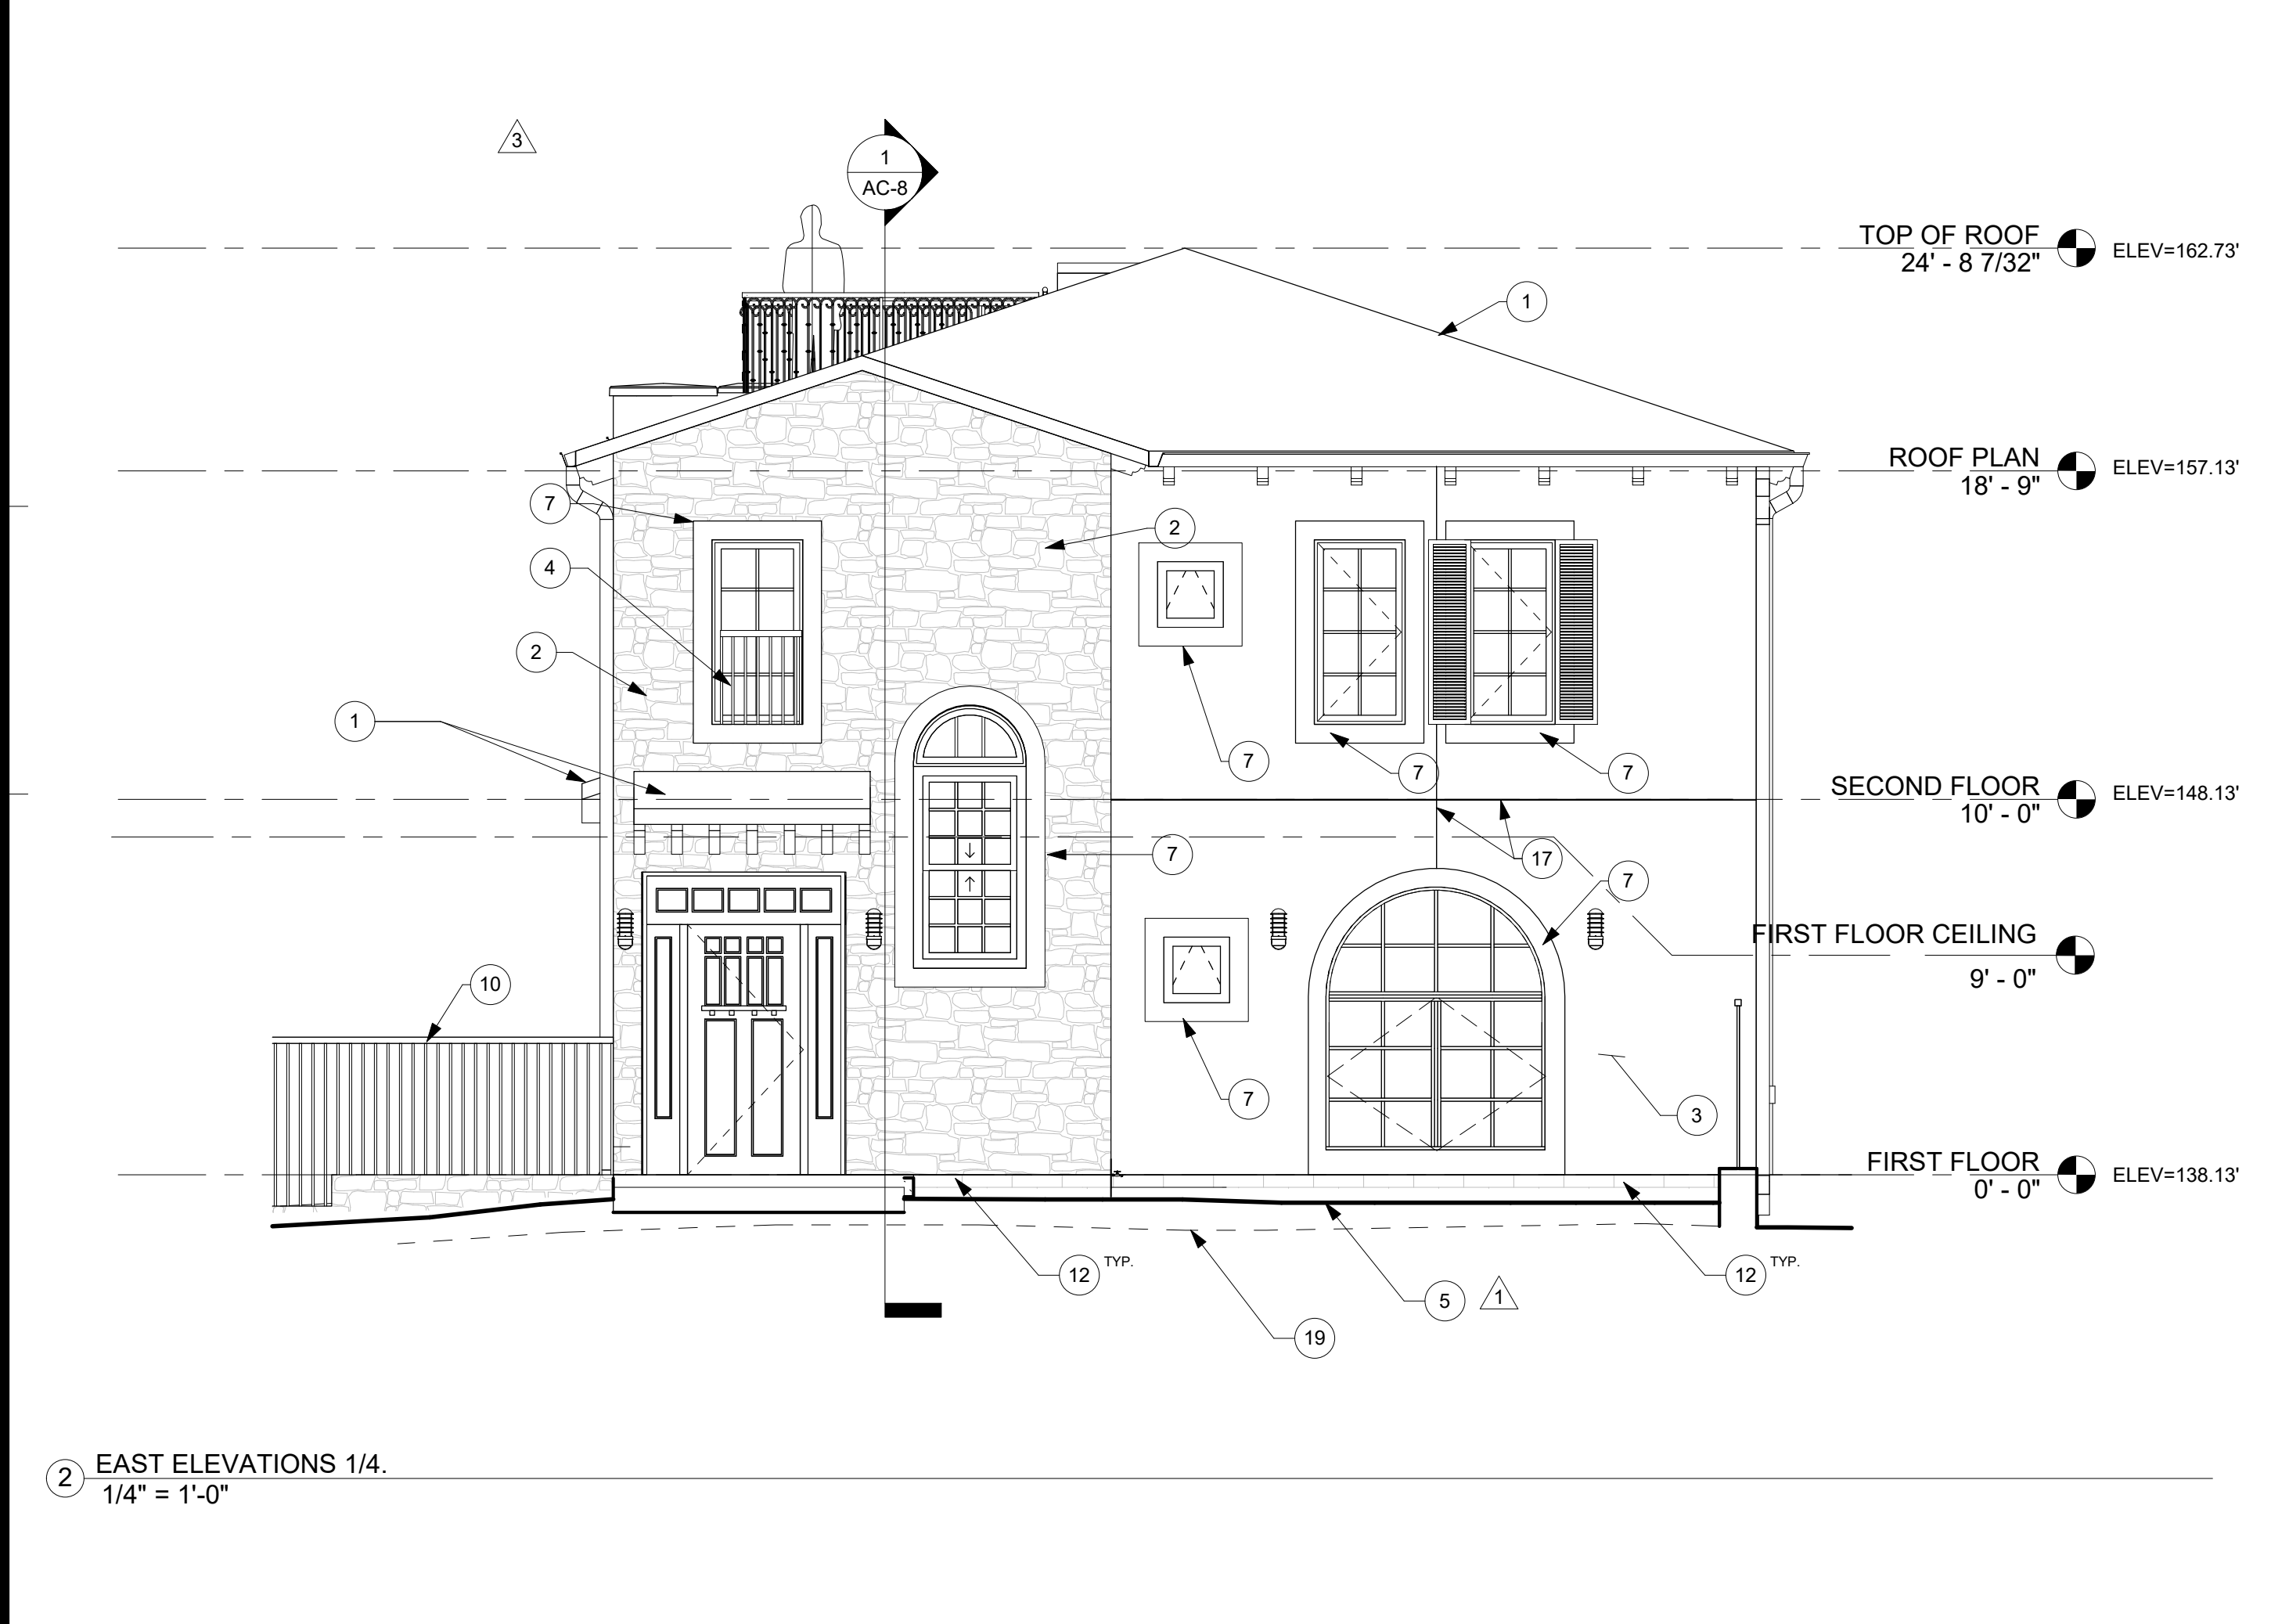 3
1
AC-8
TOP OF ROOF
24' - 8 7/32"
ELEV=162.73'
1
ROOF PLAN
18' - 9"
ELEV=157.13'
7
2
4
2
1
7
7
7
SECOND FLOOR
10' - 0"
ELEV=148.13'
7
17
7
FIRST FLOOR CEILING
9' - 0"
10
7
3
FIRST FLOOR
0' - 0"
ELEV=138.13'
12 TYP.
12 TYP.
5
1
19
2
EAST ELEVATIONS 1/4.
1/4" = 1'-0"